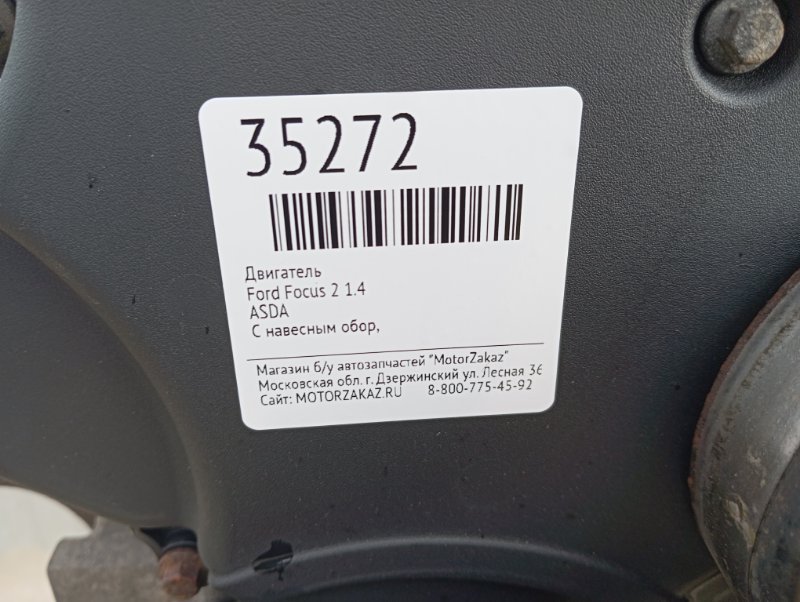 35272
Двигатель
Ford Focus 2 1.4
ASDA
С навесным обор,
Магазин б/у автозапчастей "MotorZakaz"
Московская обл. г. Дзержинский ул. Лесная 36
Сайт: MOTORZAKAZ.RU 8-800-775-45-92